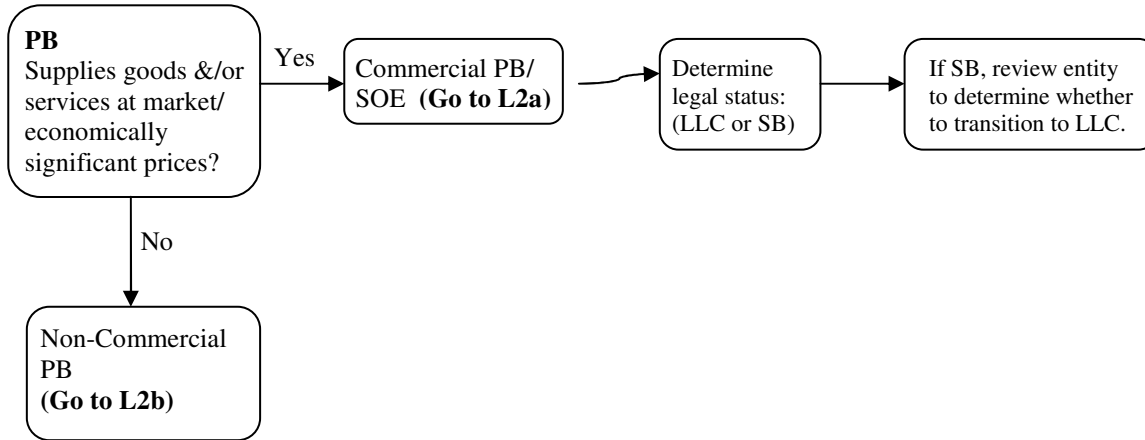 PB
Supplies goods &/or
services at market/
economically
significant prices?
Yes
Commercial PB/
SOE (Go to L2a)
Determine
legal status:
(LLC or SB)
If SB, review entity
to determine whether
to transition to LLC.
No
Non-Commercial
PB
(Go to L2b)